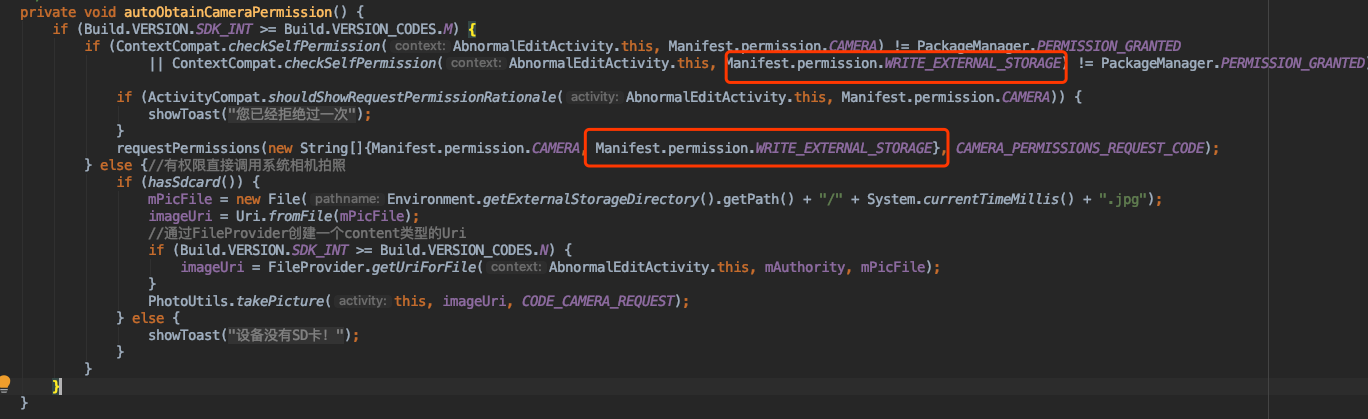 private void autoObtainCameraPermission() {
if (Build.VERSION.SDK_INT >= Build.VERSION_CODES.M) {
if (ContextCompat.checkSelfPermission( context: AbnormalEditActivity.this, Manifest.permission.CAMERA) != PackageManager.PERMISSION_GRANTED
|| ContextCompat.checkSelfPermission( context: AbnormalEditActivity.this, Manifest.permission.WRITE_EXTERNAL_STORAGE) != PackageManager.PERMISSION_GRANTED)
if (ActivityCompat.shouldShowRequestPermissionRationale( activity: AbnormalEditActivity.this, Manifest.permission.CAMERA)) {
showToast("您已经拒绝过一次");
}
requestPermissions(new String[]{Manifest.permission.CAMERA, Manifest.permission.WRITE_EXTERNAL_STORAGE}, CAMERA_PERMISSIONS_REQUEST_CODE);
} else {//有权限直接调用系统相机拍照
if (hasSdcard()) {
mPicFile = new File( pathname: Environment.getExternalStorageDirectory().getPath() + "/" + System.currentTimeMillis() + ".jpg");
imageUri = Uri.fromFile(mPicFile);
//通过FileProvider创建一个content类型的Uri
if (Build.VERSION.SDK_INT >= Build.VERSION_CODES.N) {
imageUri = FileProvider.getUriForFile( context: AbnormalEditActivity.this, mAuthority, mPicFile);
}
PhotoUtils.takePicture( activity: this, imageUri, CODE_CAMERA_REQUEST);
} else {
showToast("设备没有SD卡！");
}
}
}
}